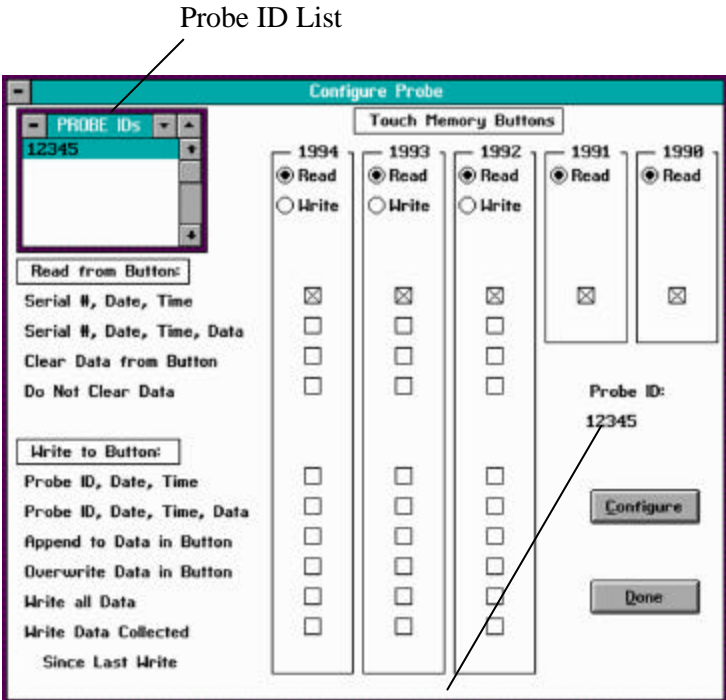 Probe ID List
Configure Probe
PROBE IDs
12345
Touch Memory Buttons
1994 1993 1992 1991 1990
Read Read Read Read Read
Write Write Write
Read from Button:
Serial #, Date, Time
Serial #, Date, Time, Data
Clear Data from Button
Do Not Clear Data
Probe ID:
12345
Write to Button:
Probe ID, Date, Time
Probe ID, Date, Time, Data
Configure
Append to Data in Button
Overwrite Data in Button
Write all Data
Done
Write Data Collected
Since Last Write